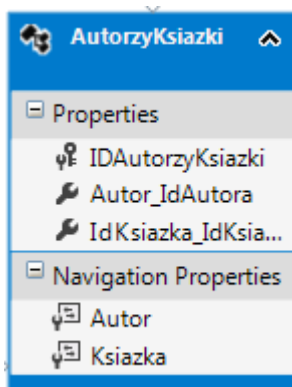 AutorzyKsiazki
Properties
IDAutorzyKsiazki
Autor_IdAutora
IdKsiazka_IdKsia...
Navigation Properties
Autor
Ksiazka